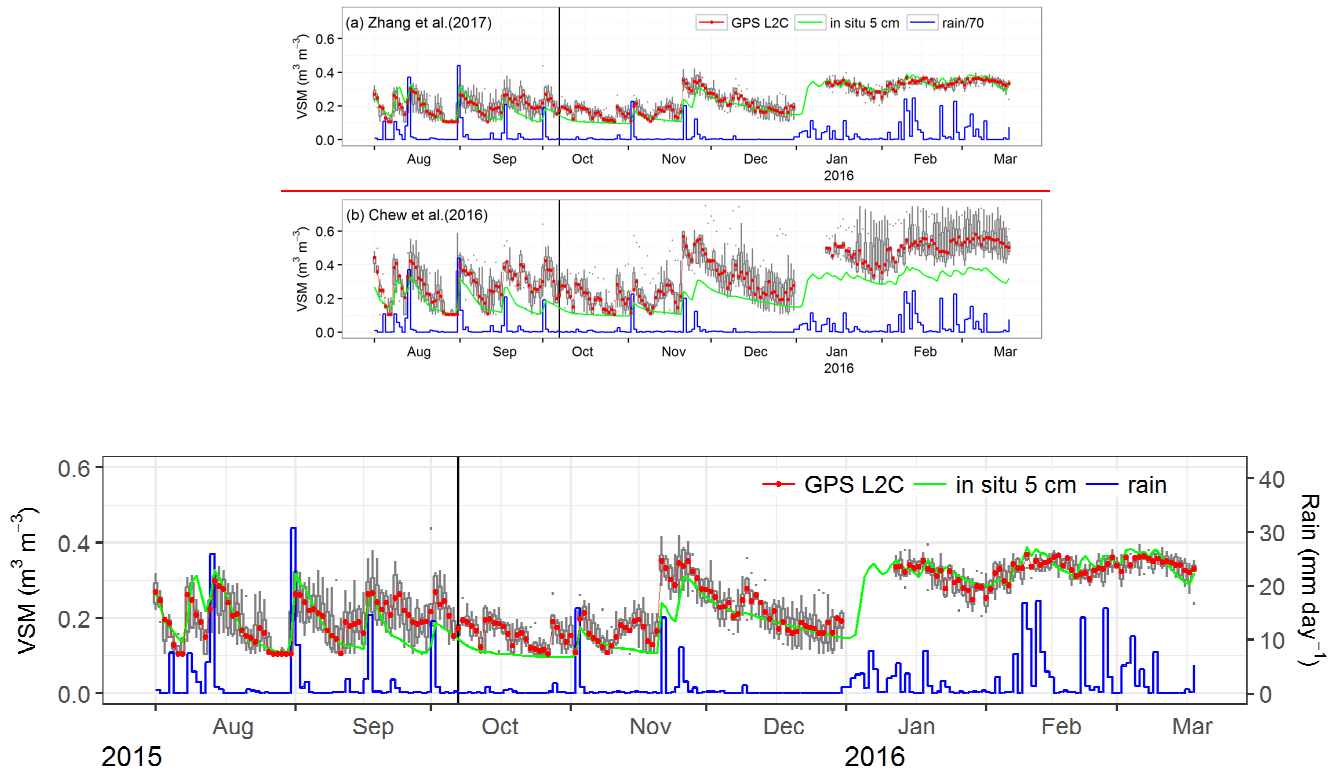 (a) Zhang et al.(2017)
GPS L2C in situ 5 cm rain/70
VSM (m³ m⁻³)
0.6
0.4
0.2
0.0
Aug Sep Oct Nov Dec Jan Feb Mar
2016
(b) Chew et al.(2016)
VSM (m³ m⁻³)
0.6
0.4
0.2
0.0
Aug Sep Oct Nov Dec Jan Feb Mar
2016
GPS L2C in situ 5 cm rain
VSM (m³ m⁻³)
0.6
0.4
0.2
0.0
Rain (mm day⁻¹)
40
30
20
10
0
Aug Sep Oct Nov Dec Jan Feb Mar
2015 2016